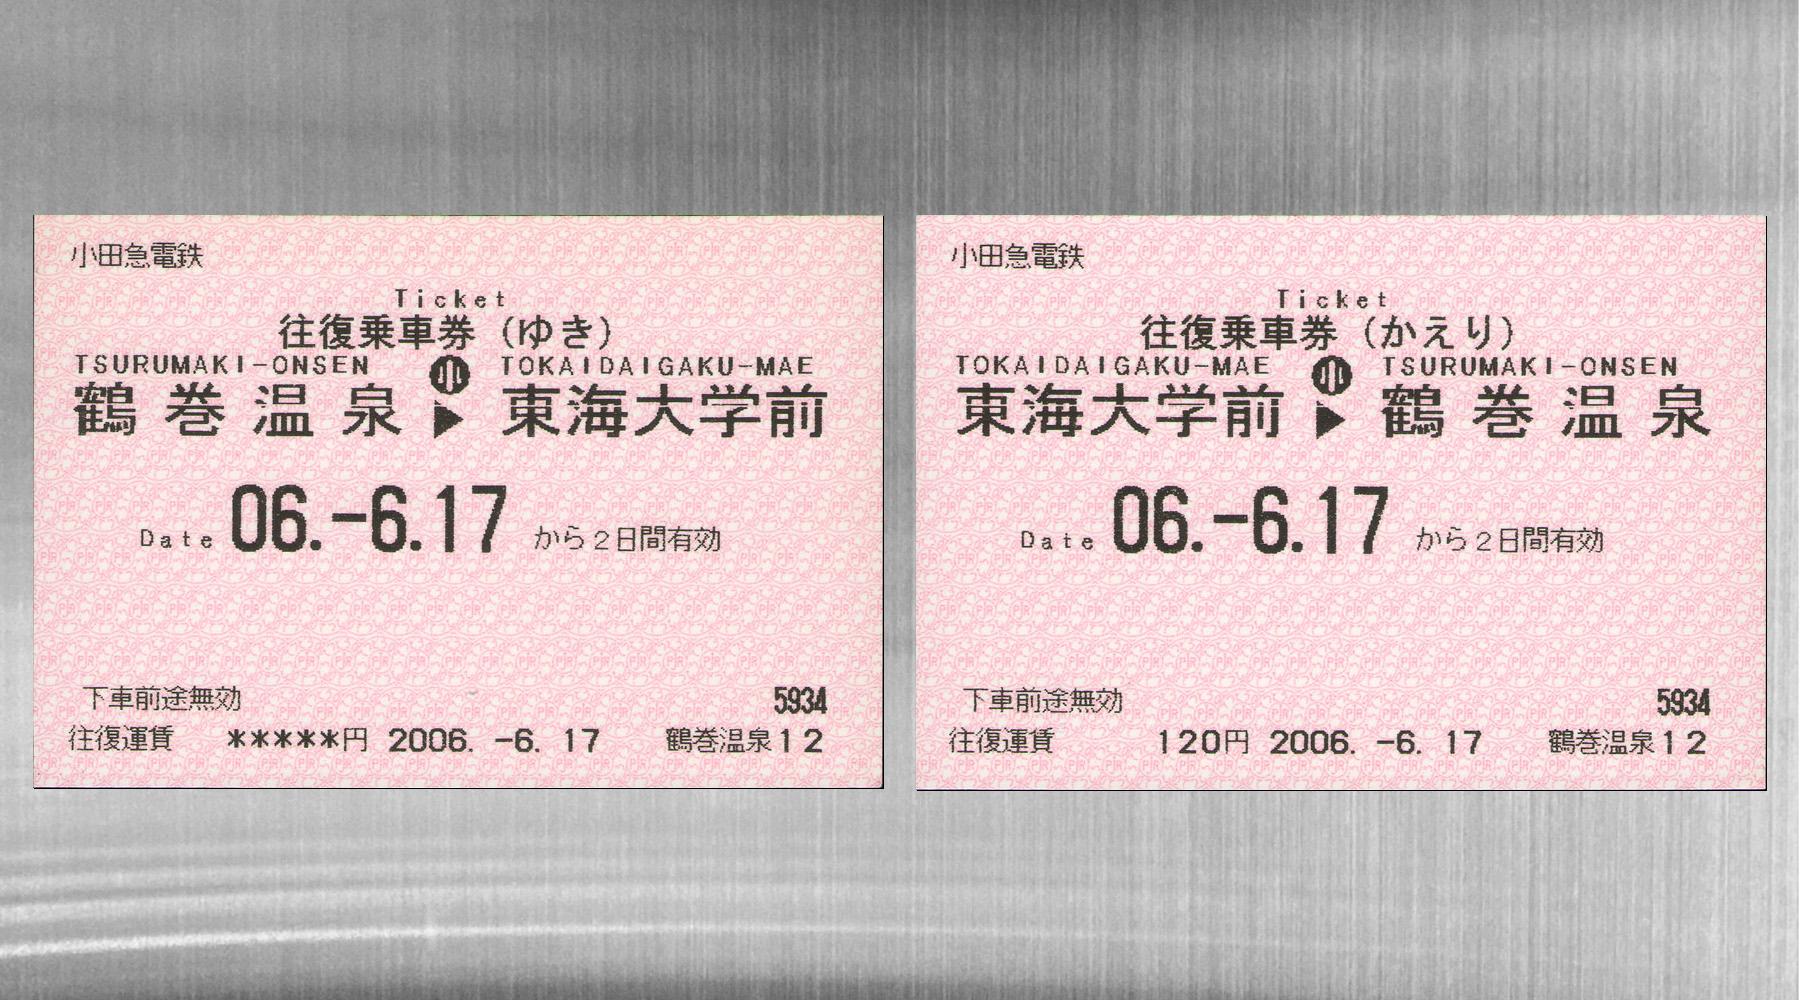 小田急電鉄
Ticket
往復乗車券(ゆき)
TSURUMAKI-ONSEN 小 TOKAIDAIGAKU-MAE
鶴巻温泉 ▶ 東海大学前
Date 06.-6.17 から2日間有効
下車前途無効 5934
往復運賃 *****円 2006. -6. 17 鶴巻温泉12
小田急電鉄
Ticket
往復乗車券(かえり)
TOKAIDAIGAKU-MAE 小 TSURUMAKI-ONSEN
東海大学前 ▶ 鶴巻温泉
Date 06.-6.17 から2日間有効
下車前途無効 5934
往復運賃 120円 2006. -6. 17 鶴巻温泉12